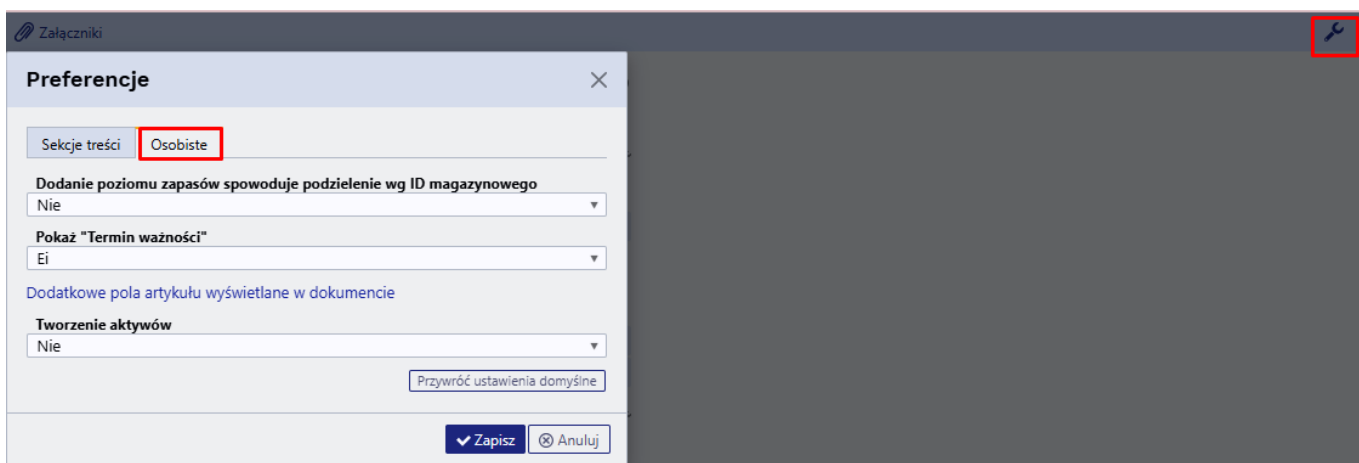 Załączniki
Preferencje
Sekcje treści Osobiste
Dodanie poziomu zapasów spowoduje podzielenie wg ID magazynowego
Nie
Pokaż "Termin ważności"
Ei
Dodatkowe pola artykułu wyświetlane w dokumencie
Tworzenie aktywów
Nie
Przywróć ustawienia domyślne
Zapisz Anuluj